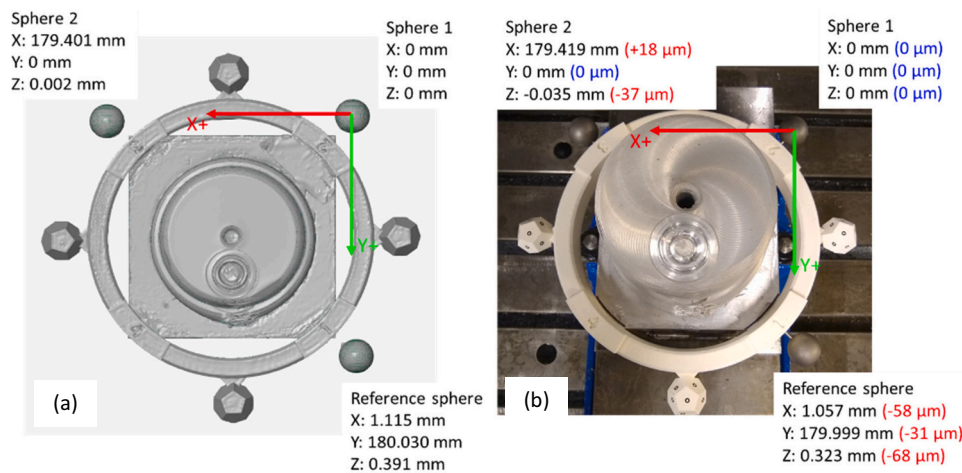 Sphere 2
X: 179.401 mm
Y: 0 mm
Z: 0.002 mm
Sphere 1
X: 0 mm
Y: 0 mm
Z: 0 mm
X+
Y+
Reference sphere
X: 1.115 mm
Y: 180.030 mm
Z: 0.391 mm
(a)
Sphere 2
X: 179.419 mm (+18 µm)
Y: 0 mm (0 µm)
Z: -0.035 mm (-37 µm)
Sphere 1
X: 0 mm (0 µm)
Y: 0 mm (0 µm)
Z: 0 mm (0 µm)
X+
Y+
Reference sphere
X: 1.057 mm (-58 µm)
Y: 179.999 mm (-31 µm)
Z: 0.323 mm (-68 µm)
(b)